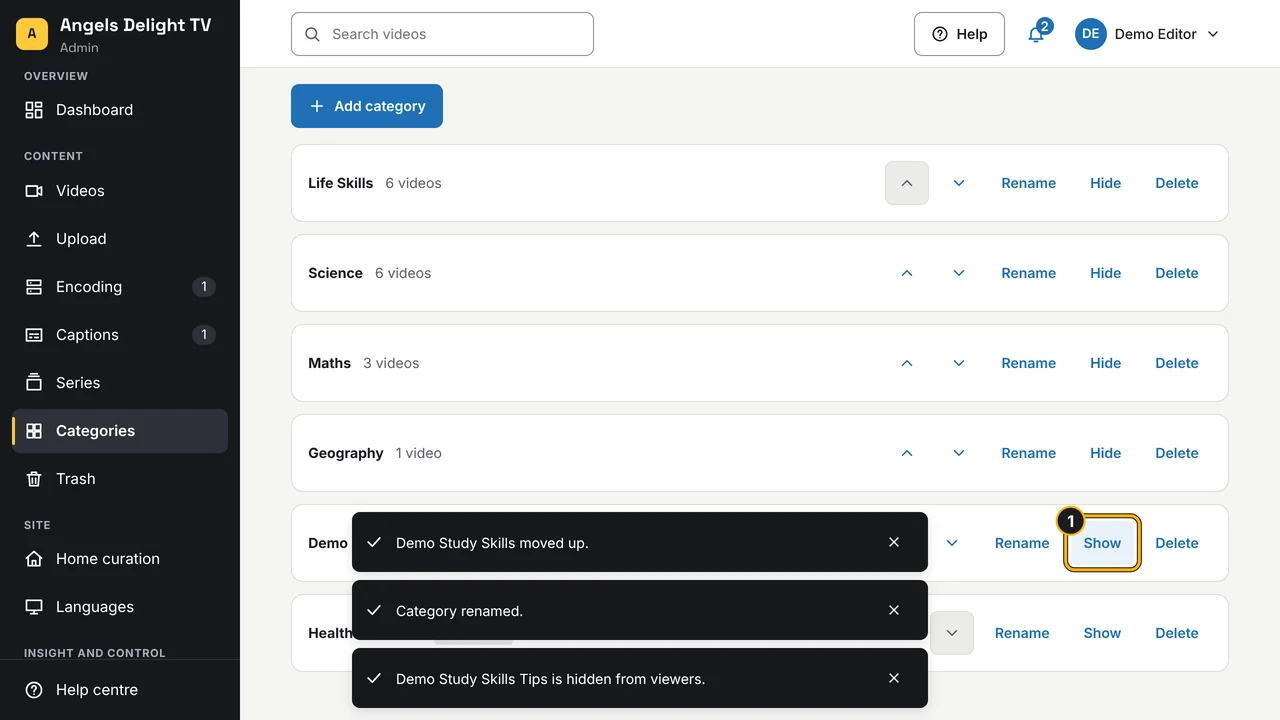 A
Angels Delight TV
Admin
OVERVIEW
Dashboard
CONTENT
Videos
Upload
Encoding 1
Captions 1
Series
Categories
Trash
SITE
Home curation
Languages
INSIGHT AND CONTROL
Help centre
Search videos
Help
2
DE Demo Editor
Add category
Life Skills 6 videos Rename Hide Delete
Science 6 videos Rename Hide Delete
Maths 3 videos Rename Hide Delete
Geography 1 video Rename Hide Delete
1
Demo Rename Show Delete
Demo Study Skills moved up.
Category renamed.
Health Rename Show Delete
Demo Study Skills Tips is hidden from viewers.